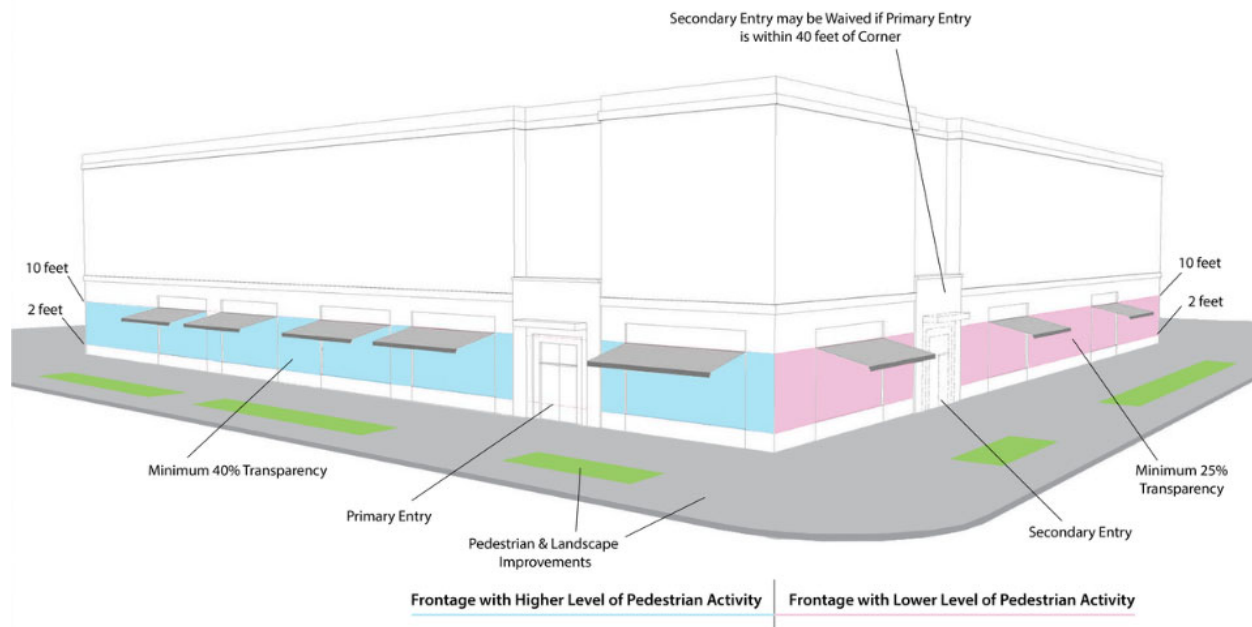 Secondary Entry may be Waived if Primary Entry
is within 40 feet of Corner
10 feet
2 feet
10 feet
2 feet
Minimum 40% Transparency
Primary Entry
Pedestrian & Landscape
Improvements
Minimum 25%
Transparency
Secondary Entry
Frontage with Higher Level of Pedestrian Activity
Frontage with Lower Level of Pedestrian Activity